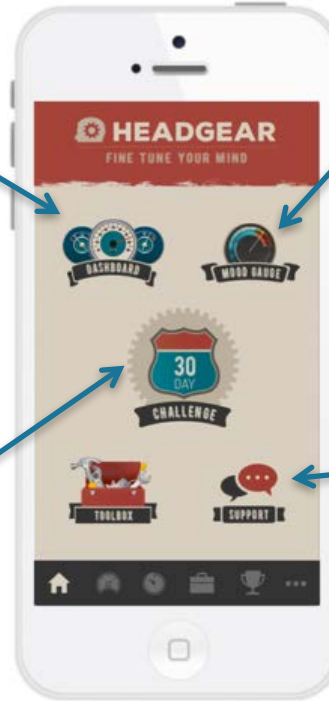 HEADGEAR
FINE TUNE YOUR MIND
DASHBOARD
MOOD GAUGE
30
DAY
CHALLENGE
TOOLBOX
SUPPORT